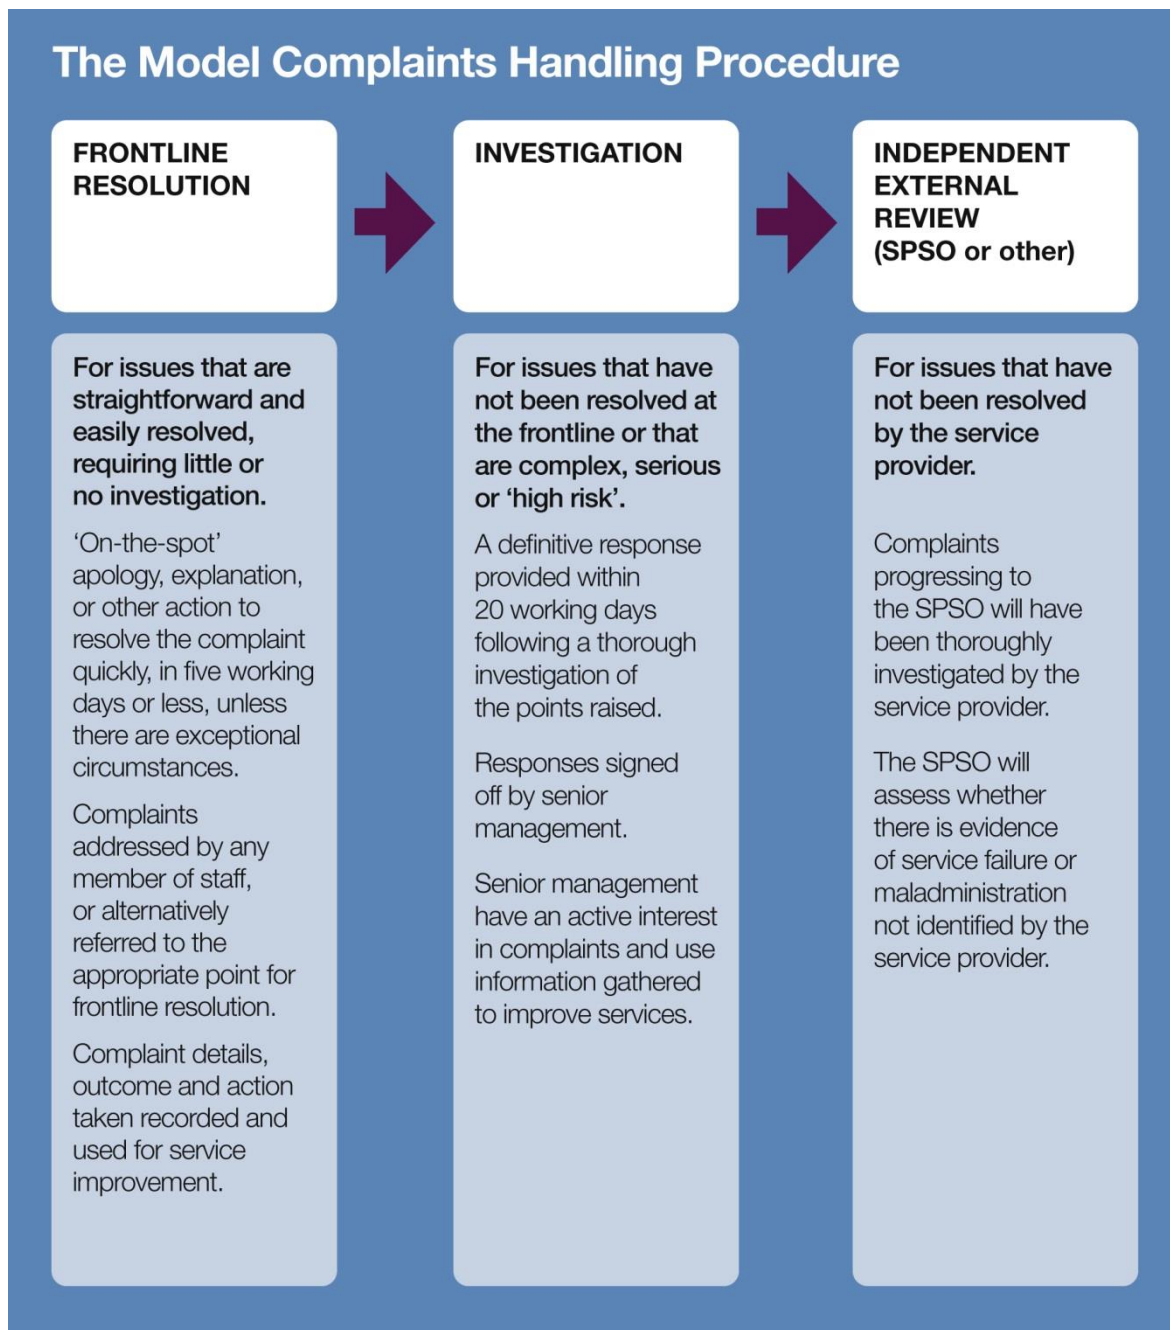 The Model Complaints Handling Procedure
FRONTLINE
RESOLUTION
For issues that are
straightforward and
easily resolved,
requiring little or
no investigation.
‘On-the-spot’
apology, explanation,
or other action to
resolve the complaint
quickly, in five working
days or less, unless
there are exceptional
circumstances.
Complaints
addressed by any
member of staff,
or alternatively
referred to the
appropriate point for
frontline resolution.
Complaint details,
outcome and action
taken recorded and
used for service
improvement.
INVESTIGATION
For issues that have
not been resolved at
the frontline or that
are complex, serious
or ‘high risk’.
A definitive response
provided within
20 working days
following a thorough
investigation of
the points raised.
Responses signed
off by senior
management.
Senior management
have an active interest
in complaints and use
information gathered
to improve services.
INDEPENDENT
EXTERNAL
REVIEW
(SPSO or other)
For issues that have
not been resolved
by the service
provider.
Complaints
progressing to
the SPSO will have
been thoroughly
investigated by the
service provider.
The SPSO will
assess whether
there is evidence
of service failure or
maladministration
not identified by the
service provider.